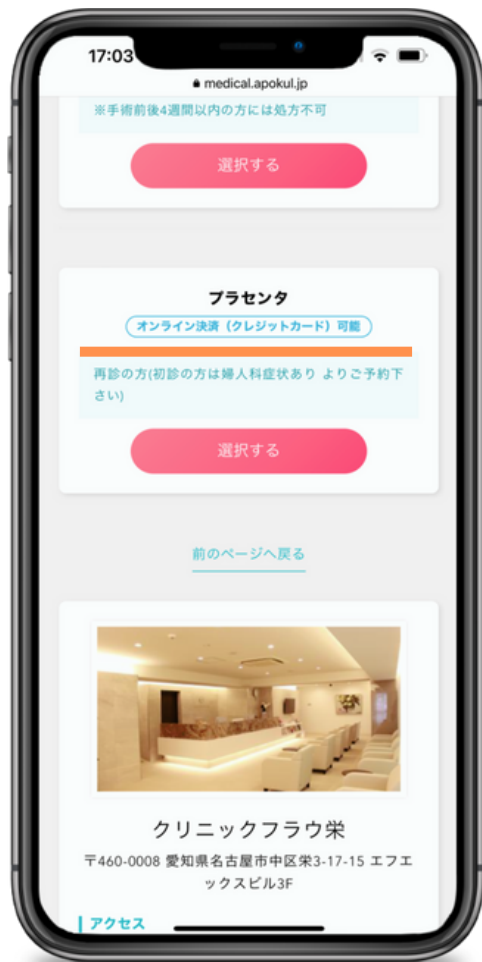 17:03
medical.apokul.jp
※手術前後4週間以内の方には処方不可
選択する
プラセンタ
オンライン決済（クレジットカード）可能
再診の方(初診の方は婦人科症状あり よりご予約下
さい)
選択する
前のページへ戻る
クリニックフラウ栄
〒460-0008 愛知県名古屋市中区栄3-17-15 エフエ
ックスビル3F
アクセス